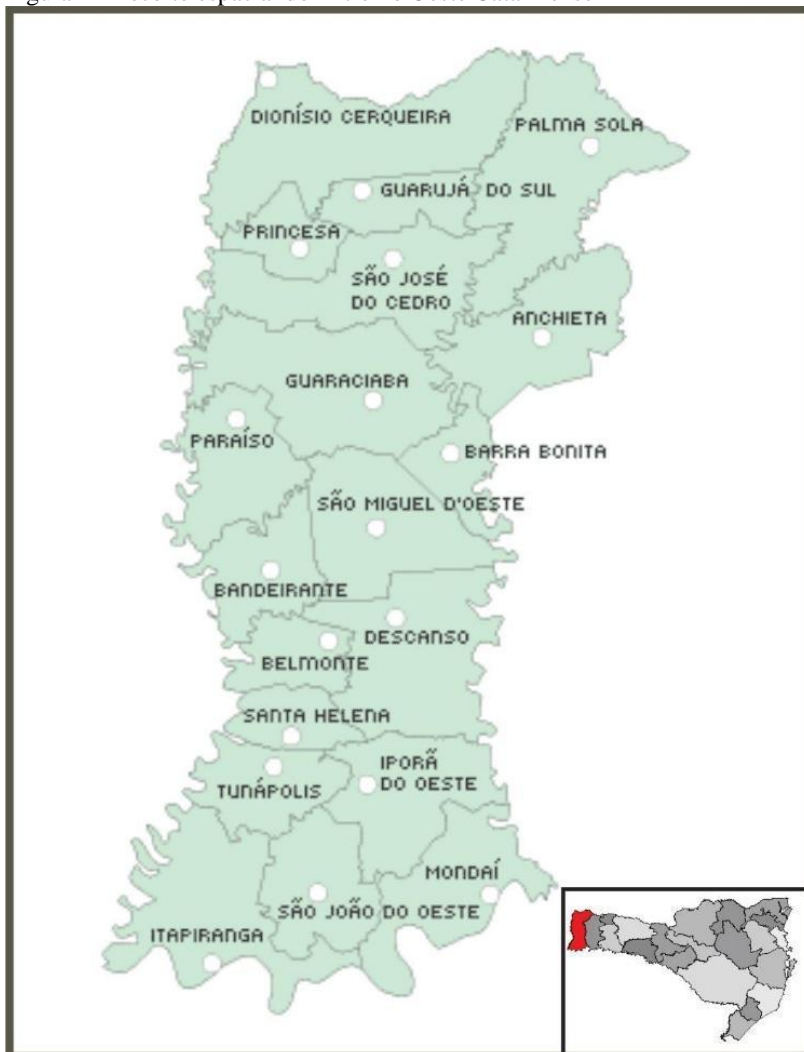 DIONÍSIO CERQUEIRA
PALMA SOLA
GUARUJÁ DO SUL
PRINCESA
SÃO JOSÉ
DO CEDRO
ANCHIETA
GUARACIABA
PARAÍSO
BARRA BONITA
SÃO MIGUEL D'OESTE
BANDEIRANTE
DESCANSO
BELMONTE
SANTA HELENA
IPORÃ
DO OESTE
TUNÁPOLIS
MONDAÍ
SÃO JOÃO DO OESTE
ITAPIRANGA